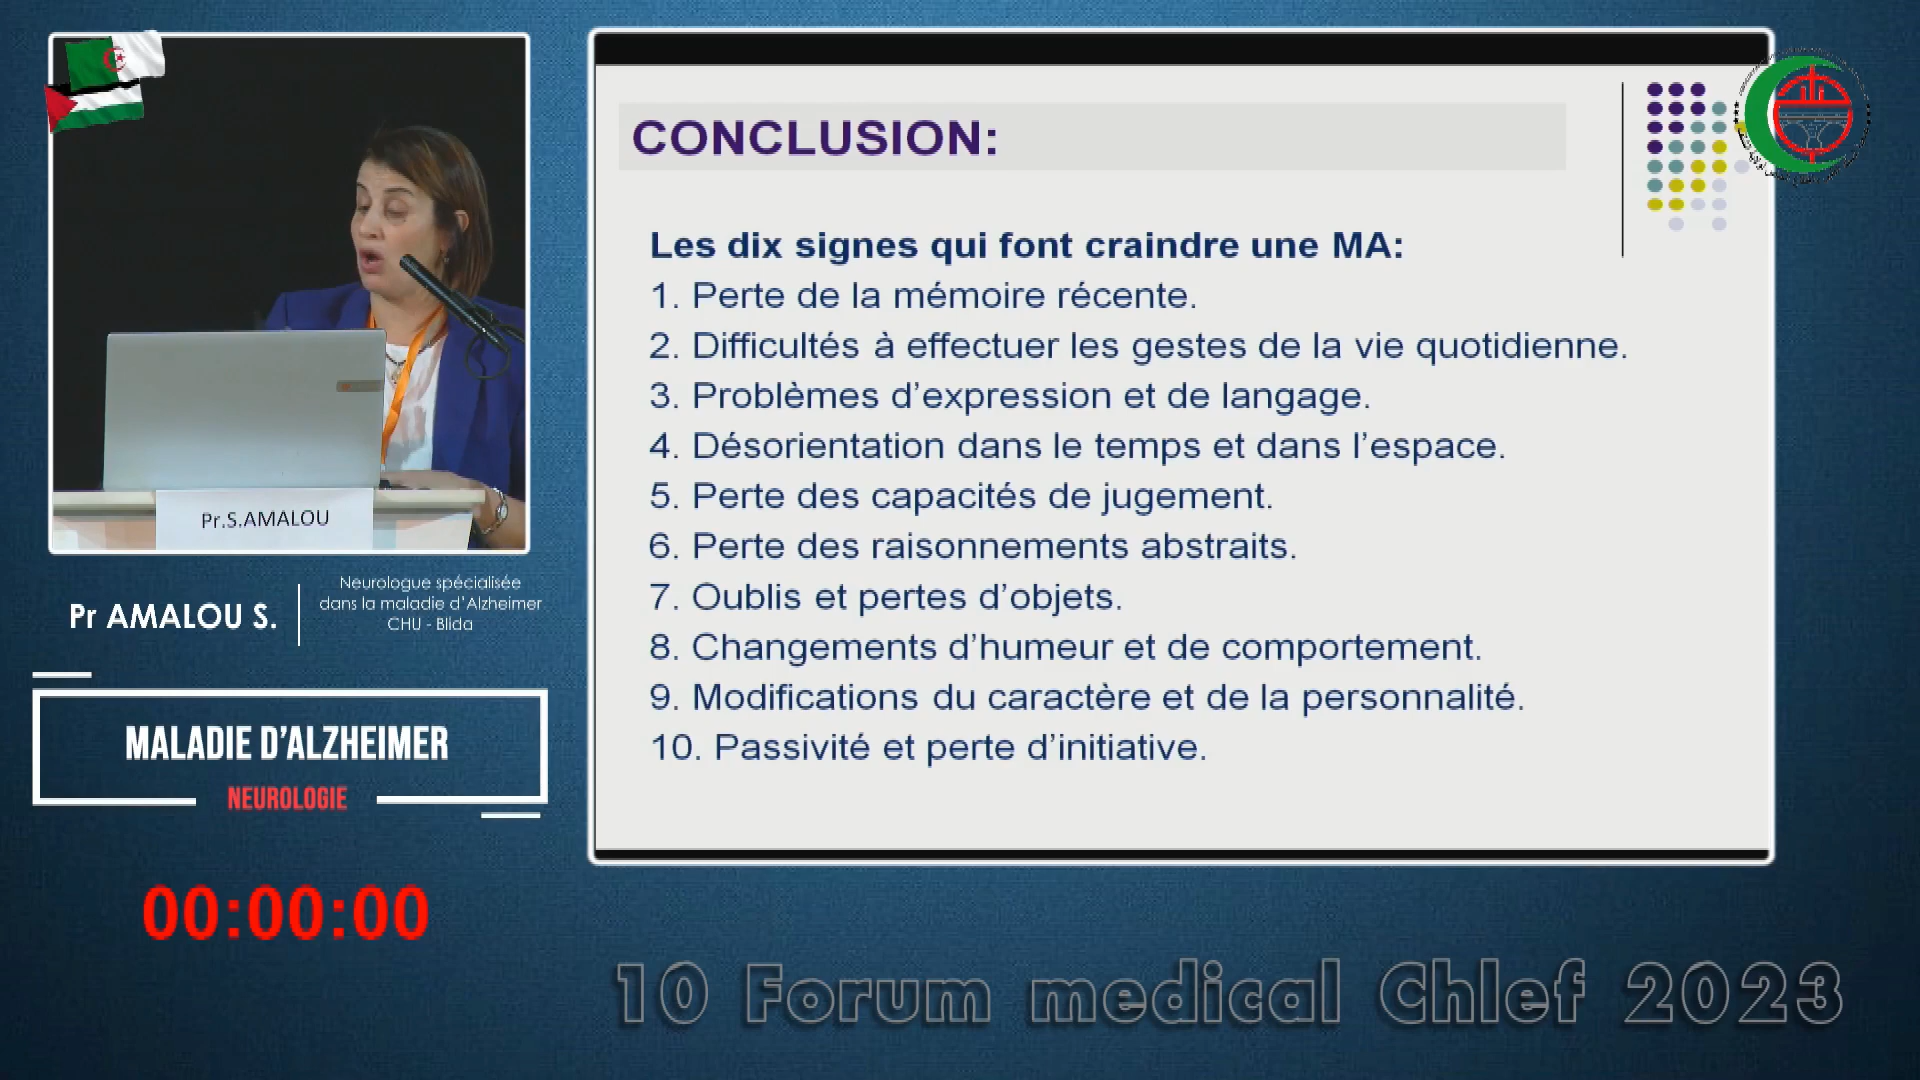 Pr.S.AMALOU
Pr AMALOU S.
Neurologue spécialisée
dans la maladie d'Alzheimer
CHU - Blida
MALADIE D'ALZHEIMER
NEUROLOGIE
00:00:00
CONCLUSION:
Les dix signes qui font craindre une MA:
1. Perte de la mémoire récente.
2. Difficultés à effectuer les gestes de la vie quotidienne.
3. Problèmes d’expression et de langage.
4. Désorientation dans le temps et dans l’espace.
5. Perte des capacités de jugement.
6. Perte des raisonnements abstraits.
7. Oublis et pertes d’objets.
8. Changements d’humeur et de comportement.
9. Modifications du caractère et de la personnalité.
10. Passivité et perte d’initiative.
10 Forum medical Chlef 2023